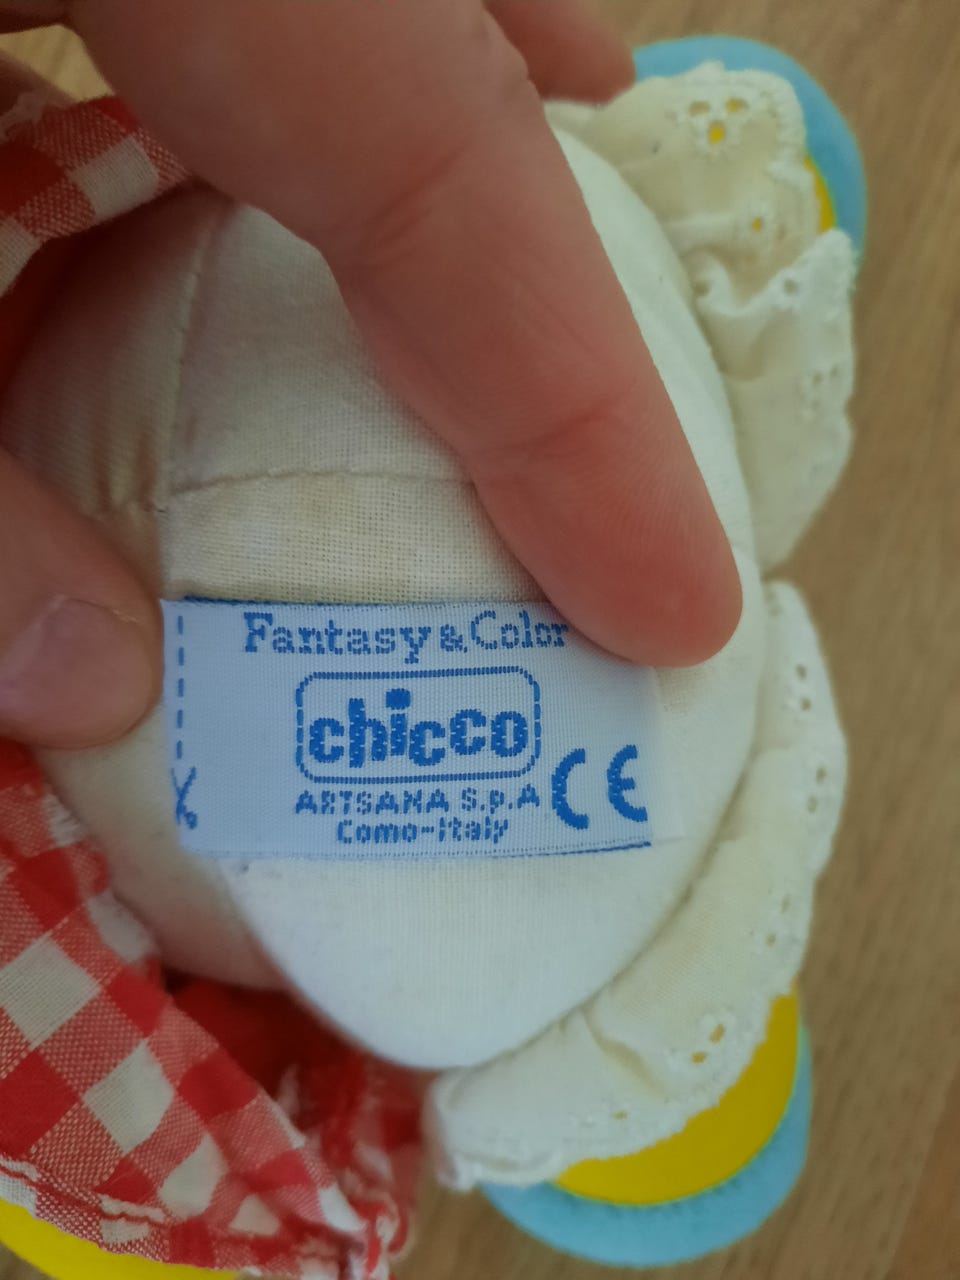 Fantasy & Color
chicco
ARTSANA S.p.A
Como-Italy
CE